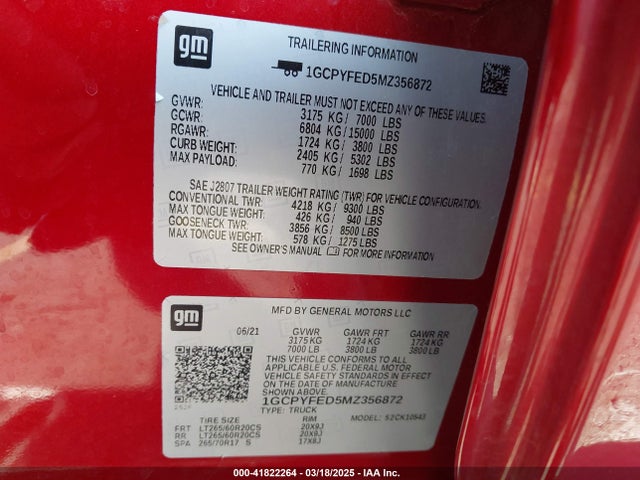 gm
TRAILERING INFORMATION
1GCPYFED5MZ356872
VEHICLE AND TRAILER MUST NOT EXCEED ANY OF THESE VALUES.
GVWR: 3175 KG / 7000 LBS
GCWR: 6804 KG / 15000 LBS
RGAWR: 1724 KG / 3800 LBS
CURB WEIGHT: 2405 KG / 5302 LBS
MAX PAYLOAD: 770 KG / 1698 LBS
SAE J2807 TRAILER WEIGHT RATING (TWR) FOR VEHICLE CONFIGURATION.
CONVENTIONAL TWR: 4218 KG / 9300 LBS
MAX TONGUE WEIGHT: 426 KG / 940 LBS
GOOSENECK TWR: 3856 KG / 8500 LBS
MAX TONGUE WEIGHT: 578 KG / 1275 LBS
SEE OWNER'S MANUAL FOR MORE INFORMATION
gm
MFD BY GENERAL MOTORS LLC
06/21 GVWR GAWR FRT GAWR RR
3175 KG 1724 KG 1724 KG
7000 LB 3800 LB 3800 LB
THIS VEHICLE CONFORMS TO ALL
APPLICABLE U.S. FEDERAL MOTOR
VEHICLE SAFETY STANDARDS IN EFFECT
ON THE DATE OF MANUFACTURE
SHOWN ABOVE.
1GCPYFED5MZ356872
TYPE: TRUCK MODEL: S2CK10543
TIRE SIZE RIM
FRT LT265/60R20CS 20X9J
RR LT265/60R20CS 20X9J
SPA 265/70R17 S 17X8J
000-41822264 - 03/18/2025 - IAA Inc.